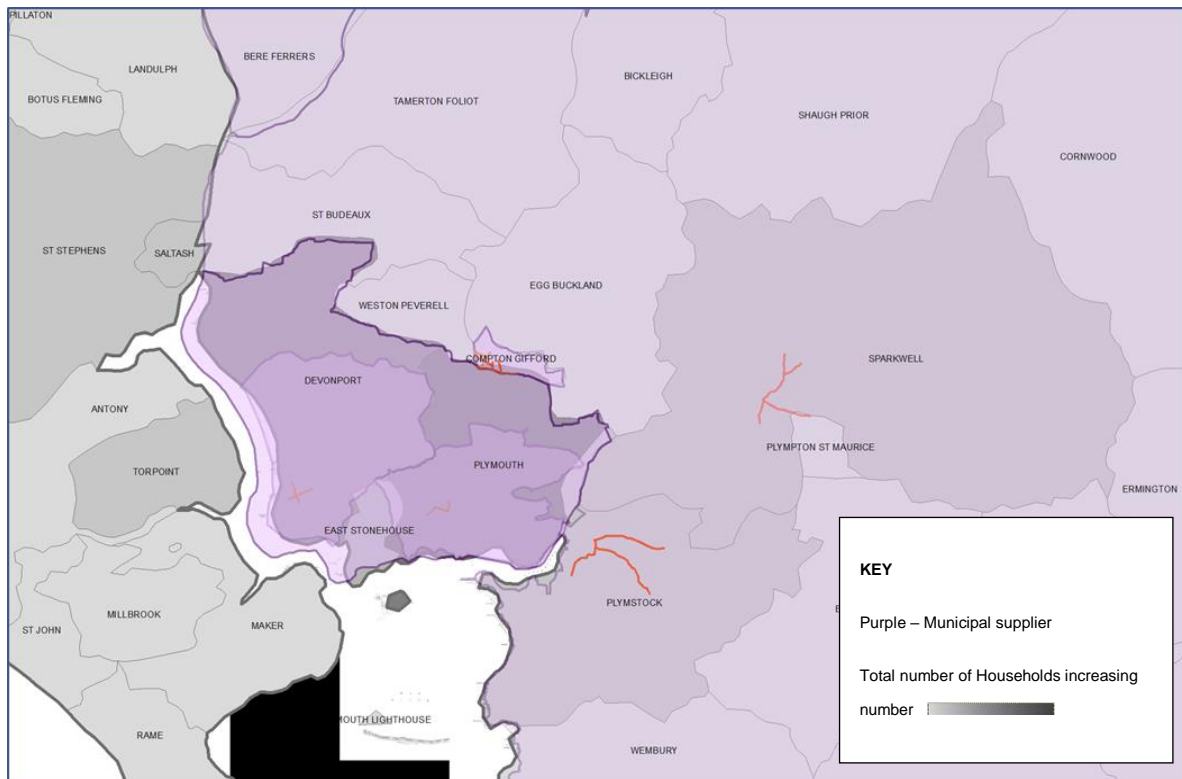 PILLATON
LANDULPH
BERE FERRERS
BICKLEIGH
BOTUS FLEMING
TAMERTON FOLIOT
SHAUGH PRIOR
CORNWOOD
ST BUDEAUX
ST STEPHENS
SALTASH
EGG BUCKLAND
WESTON PEVERELL
COMPTON GIFFORD
SPARKWELL
DEVONPORT
ANTONY
PLYMPTON ST MAURICE
TORPOINT
PLYMOUTH
ERMINGTON
EAST STONEHOUSE
PLYMSTOCK
MILLBROOK
ST JOHN
MAKER
MOUTH LIGHTHOUSE
RAME
WEMBURY
KEY
Purple – Municipal supplier
Total number of Households increasing
number